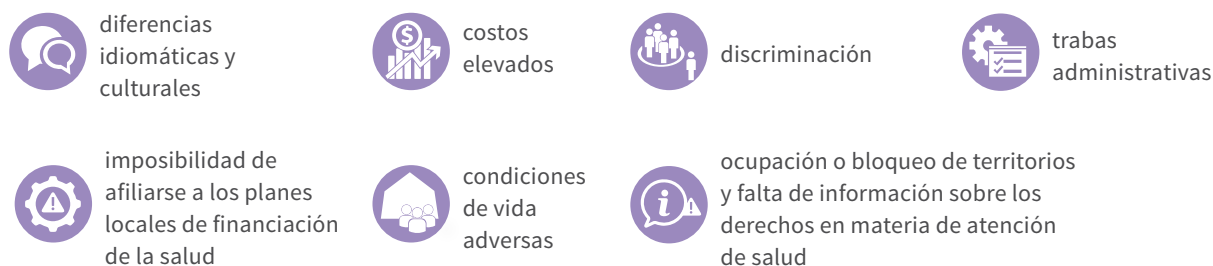 diferencias
idiomáticas y
culturales
costos
elevados
discriminación
trabas
administrativas
imposibilidad de
afiliarse a los planes
locales de financiación
de la salud
condiciones
de vida
adversas
ocupación o bloqueo de territorios
y falta de información sobre los
derechos en materia de atención
de salud